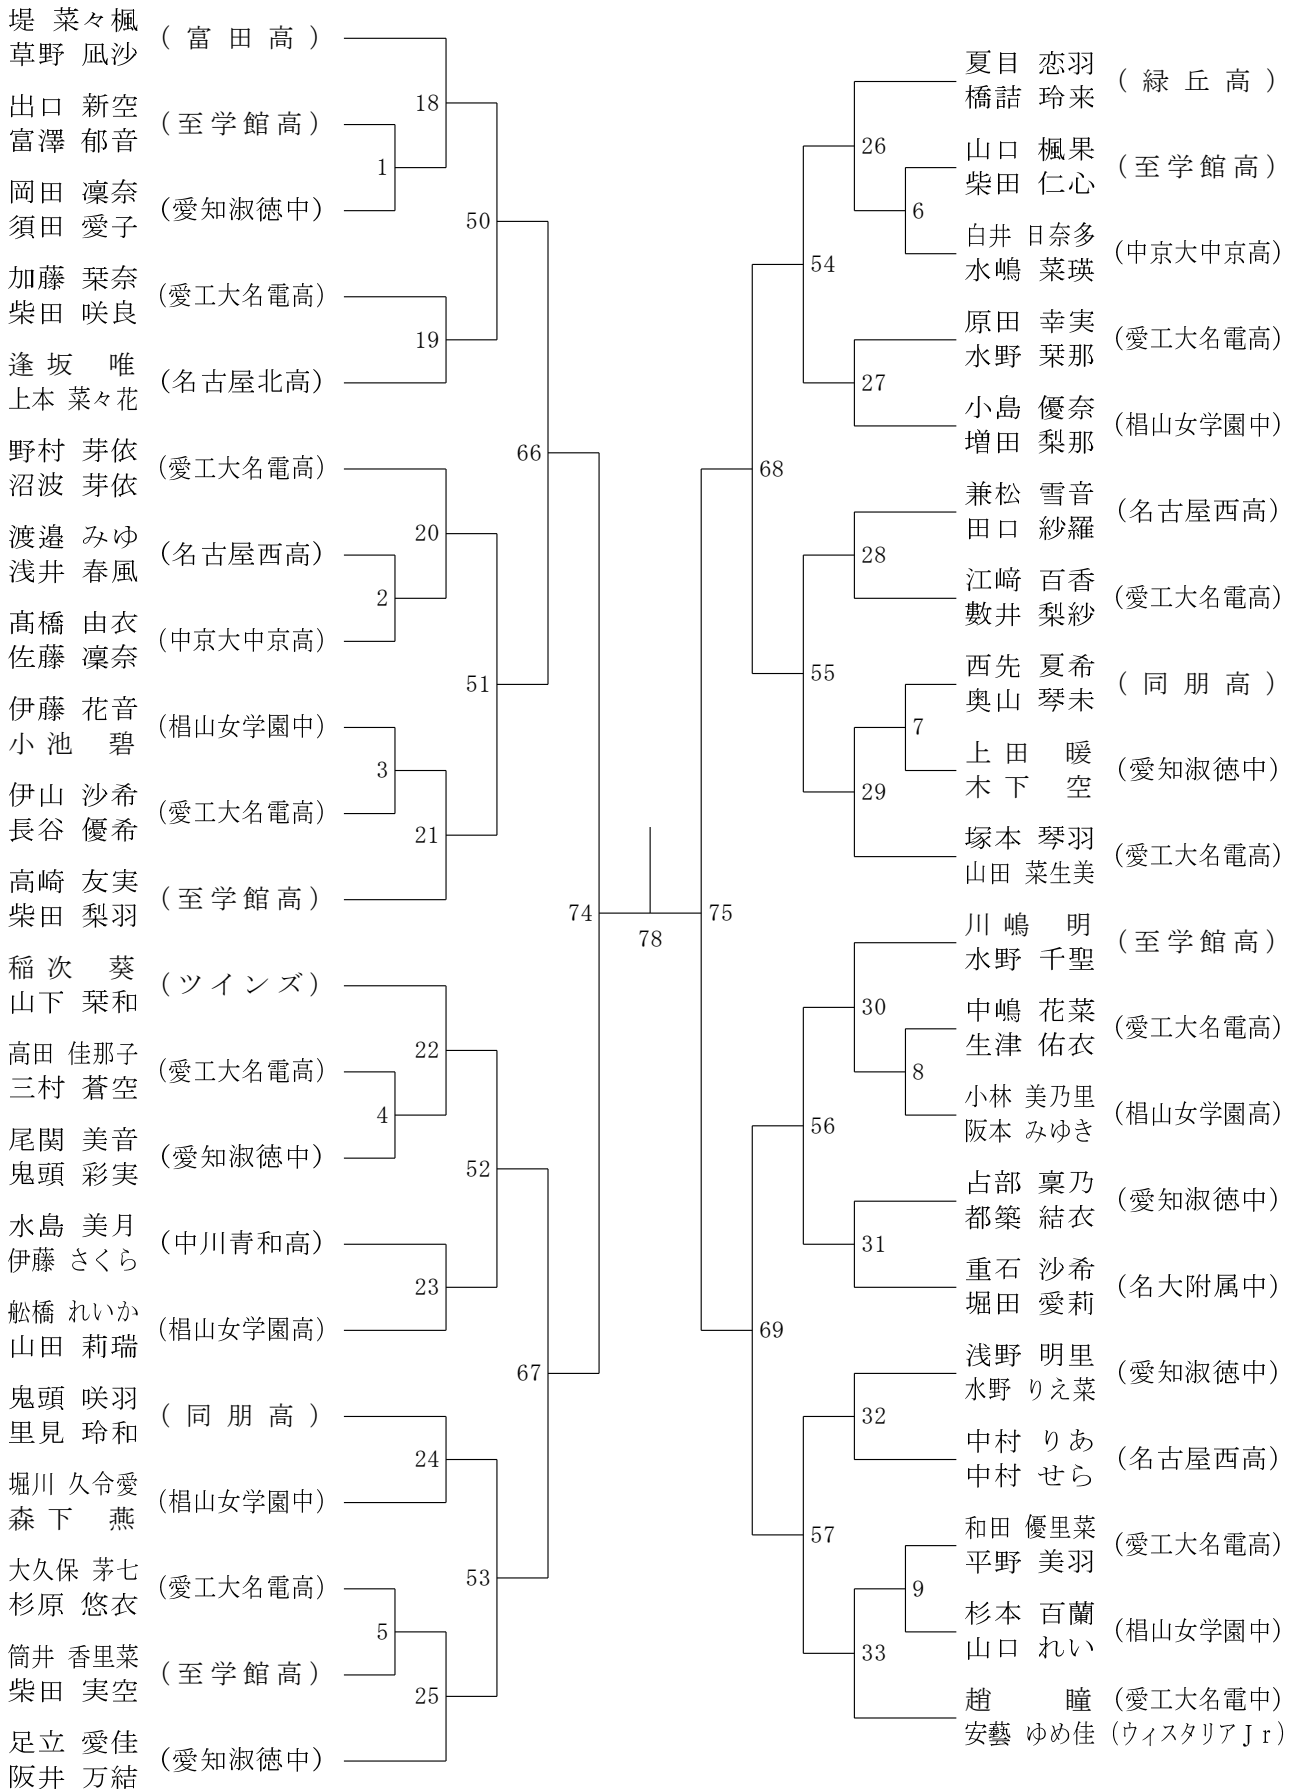 堤 菜々楓
草野 凪沙
(富田高)
出口 新空
富澤 郁音
(至学館高)
岡田 凜奈
須田 愛子
(愛知淑徳中)
加藤 栞奈
柴田 咲良
(愛工大名電高)
逢坂 唯
上本 菜々花
(名古屋北高)
野村 芽依
沼波 芽依
(愛工大名電高)
渡邉 みゆ
浅井 春風
(名古屋西高)
髙橋 由衣
佐藤 凜奈
(中京大中京高)
伊藤 花音
小池 碧
(椙山女学園中)
伊山 沙希
長谷 優希
(愛工大名電高)
高崎 友実
柴田 梨羽
(至学館高)
稲次 葵
山下 栞和
(ツインズ)
高田 佳那子
三村 蒼空
(愛工大名電高)
尾関 美音
鬼頭 彩実
(愛知淑徳中)
水島 美月
伊藤 さくら
(中川青和高)
舩橋 れいか
山田 莉瑞
(椙山女学園高)
鬼頭 咲羽
里見 玲和
(同朋高)
堀川 久令愛
森下 燕
(椙山女学園中)
大久保 茅七
杉原 悠衣
(愛工大名電高)
筒井 香里菜
柴田 実空
(至学館高)
足立 愛佳
阪井 万結
(愛知淑徳中)
1
2
3
4
5
18
19
20
21
22
23
24
25
50
51
52
53
66
67
74
78
75
68
69
54
55
56
57
26
27
28
29
30
31
32
33
6
7
8
9
夏目 恋羽
橋詰 玲来
(緑丘高)
山口 楓果
柴田 仁心
(至学館高)
白井 日奈多
水嶋 菜瑛
(中京大中京高)
原田 幸実
水野 栞那
(愛工大名電高)
小島 優奈
増田 梨那
(椙山女学園中)
兼松 雪音
田口 紗羅
(名古屋西高)
江﨑 百香
數井 梨紗
(愛工大名電高)
西先 夏希
奥山 琴未
(同朋高)
上田 暖
木下 空
(愛知淑徳中)
塚本 琴羽
山田 菜生美
(愛工大名電高)
川嶋 明
水野 千聖
(至学館高)
中嶋 花菜
生津 佑衣
(愛工大名電高)
小林 美乃里
阪本 みゆき
(椙山女学園高)
占部 稟乃
都築 結衣
(愛知淑徳中)
重石 沙希
堀田 愛莉
(名大附属中)
浅野 明里
水野 りえ菜
(愛知淑徳中)
中村 りあ
中村 せら
(名古屋西高)
和田 優里菜
平野 美羽
(愛工大名電高)
杉本 百蘭
山口 れい
(椙山女学園中)
趙 瞳 (愛工大名電中)
安藝 ゆめ佳 (ウィスタリアJr)